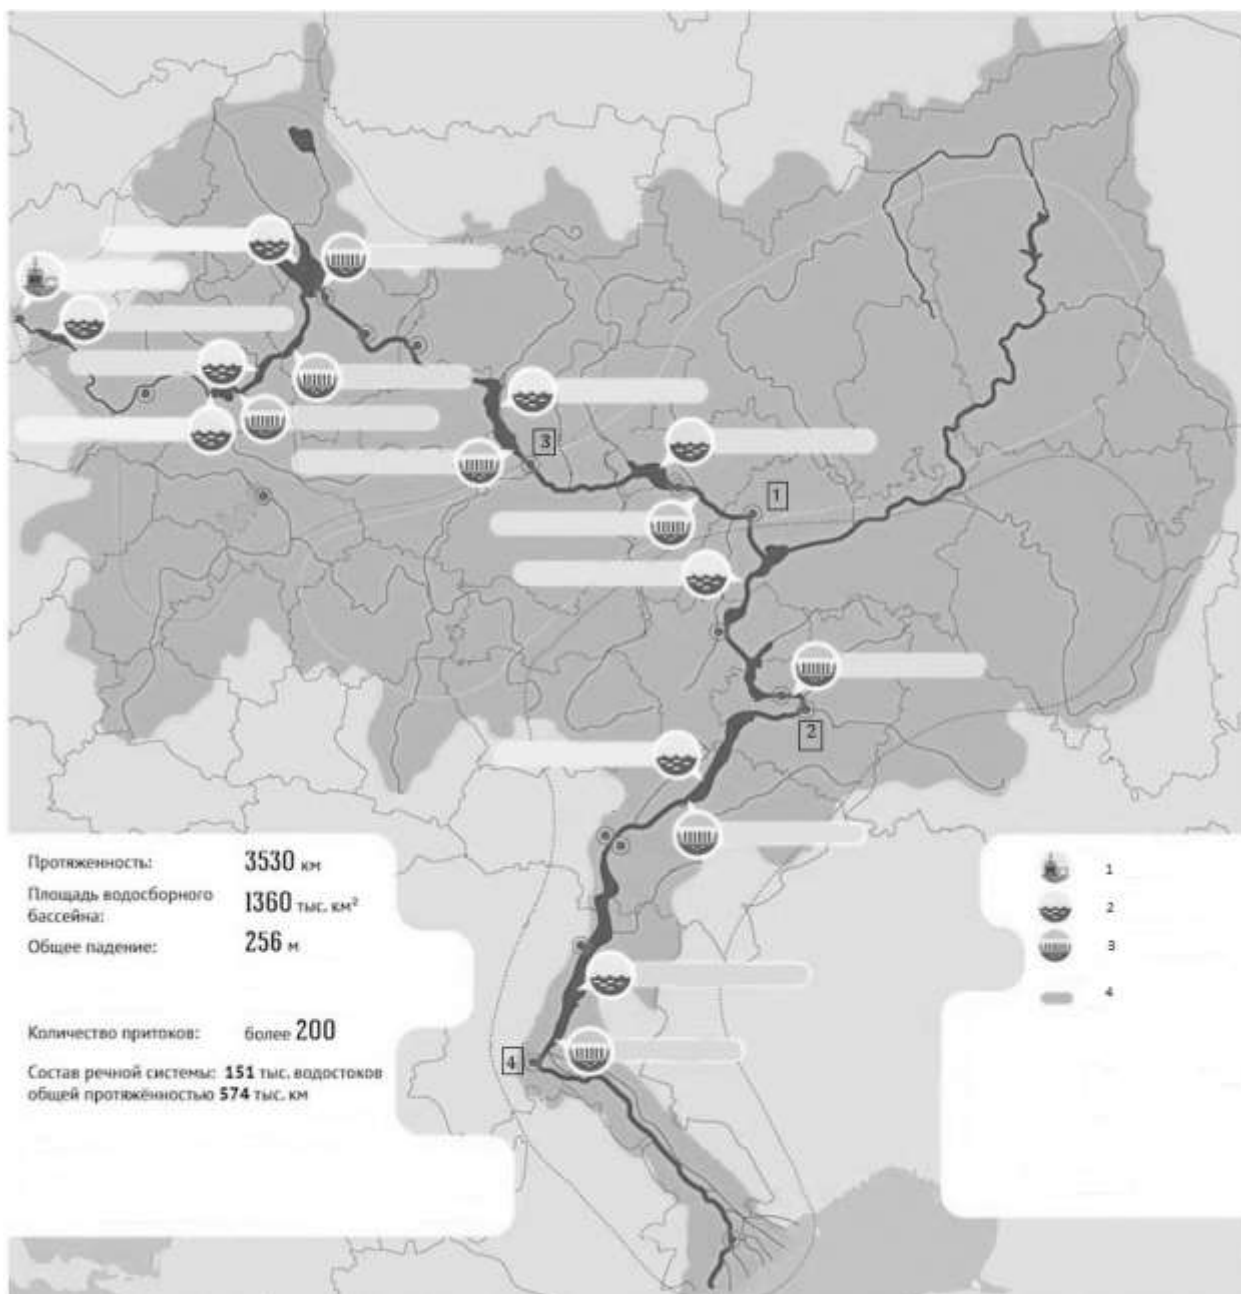 3
1
2
Протяженность: 3530 км
Площадь водосборного
бассейна: 1360 тыс. км²
Общее падение: 256 м
Количество притоков: более 200
Состав речной системы: 151 тыс. водостоков
общей протяжённостью 574 тыс. км
1
2
3
4
4